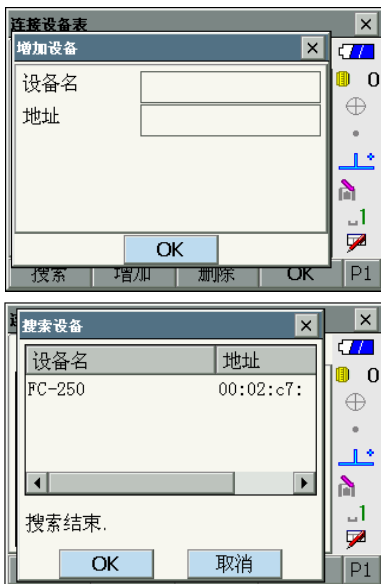 连接设备表
增加设备
设备名
地址
0
OK
1
搜索 增加 删除 OK P1
搜索设备
设备名 地址
FC-250 00:02:c7:
0
搜索结束.
1
OK 取消
P1